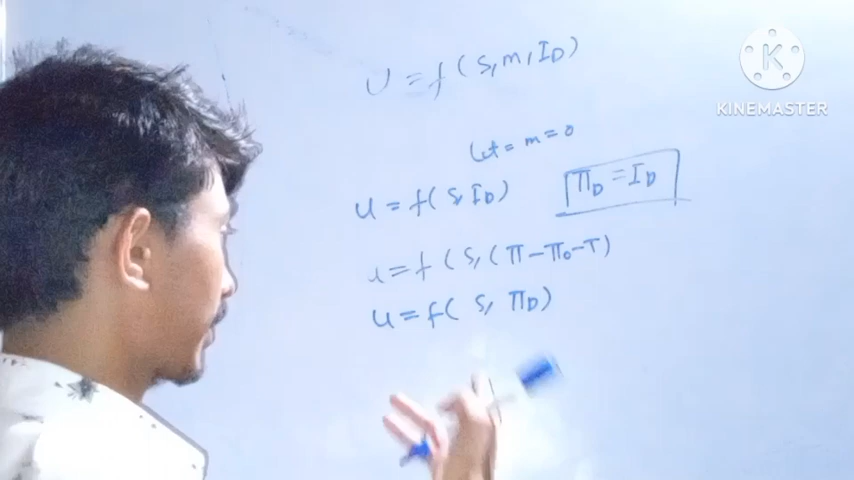 U = f ( S, m, I_D)
Let = m = 0
u = f( S, I_D)
π_D = I_D
u = f ( S, ( π - π_0 - T)
u = f( S, π_D)
K
KINEMASTER